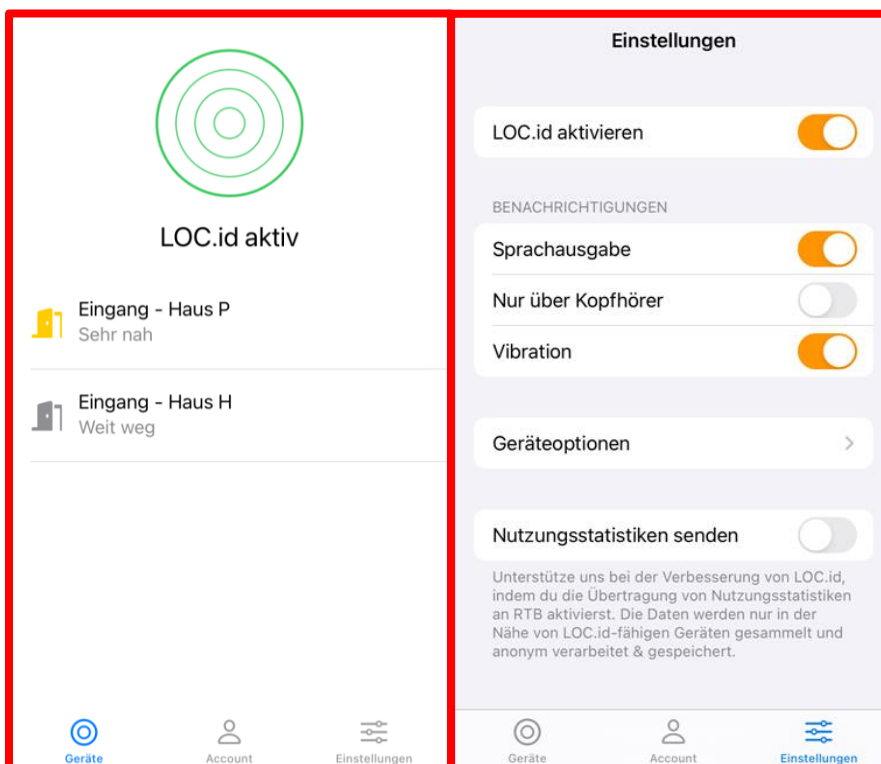 LOC.id aktiv
Eingang - Haus P
Sehr nah
Eingang - Haus H
Weit weg
Geräte
Account
Einstellungen
Einstellungen
LOC.id aktivieren
BENACHRICHTIGUNGEN
Sprachausgabe
Nur über Kopfhörer
Vibration
Geräteoptionen
Nutzungsstatistiken senden
Unterstütze uns bei der Verbesserung von LOC.id,
indem du die Übertragung von Nutzungsstatistiken
an RTB aktivierst. Die Daten werden nur in der
Nähe von LOC.id-fähigen Geräten gesammelt und
anonym verarbeitet & gespeichert.
Geräte
Account
Einstellungen